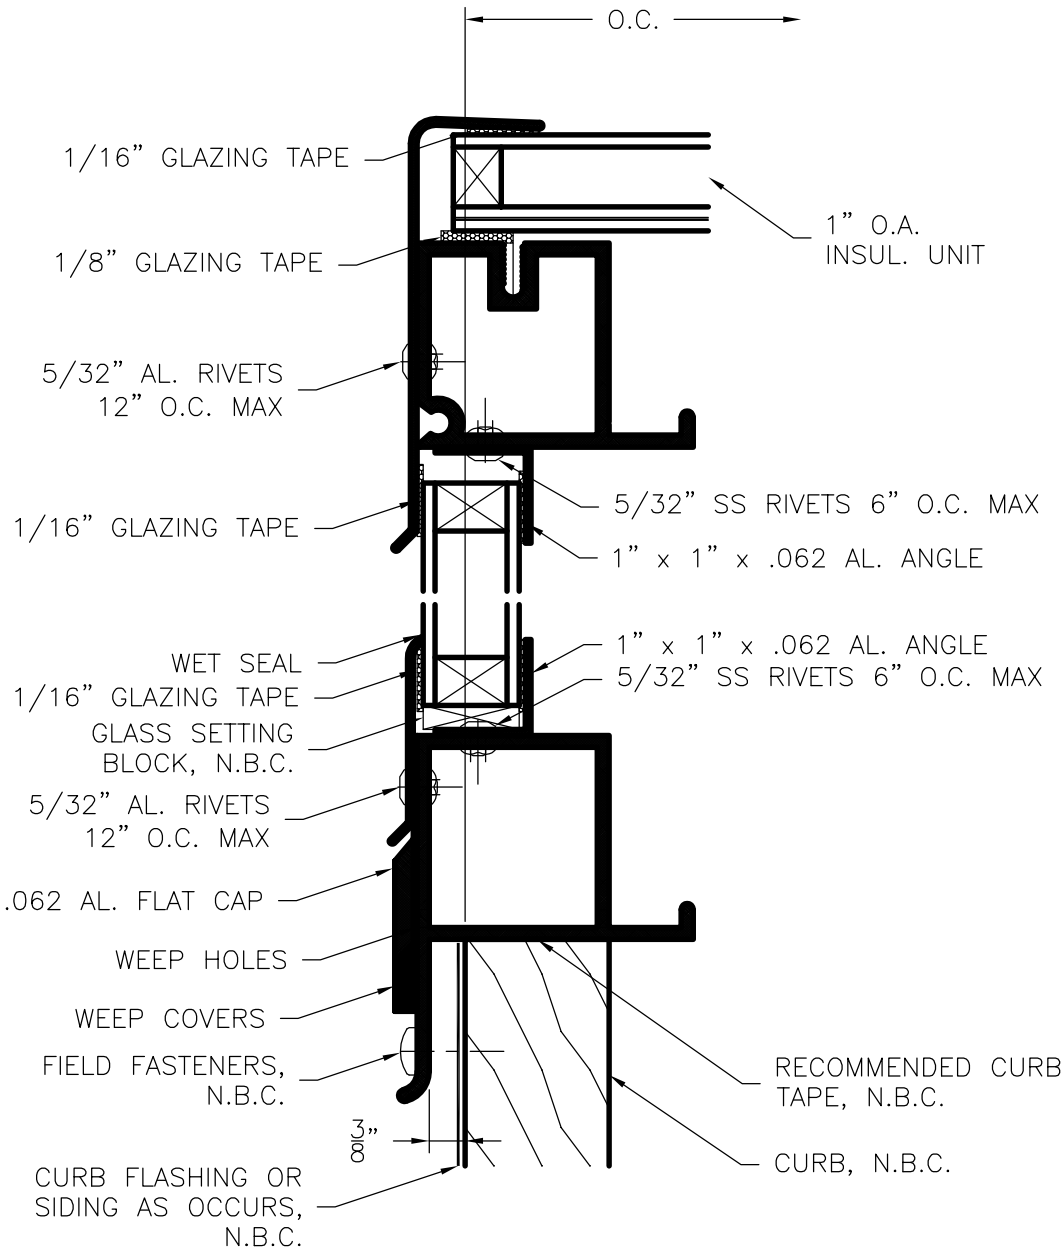 O.C.
1/16” GLAZING TAPE
1” O.A.
INSUL. UNIT
1/8” GLAZING TAPE
5/32” AL. RIVETS
12” O.C. MAX
5/32” SS RIVETS 6” O.C. MAX
1/16” GLAZING TAPE
1” x 1” x .062 AL. ANGLE
1” x 1” x .062 AL. ANGLE
WET SEAL
5/32” SS RIVETS 6” O.C. MAX
1/16” GLAZING TAPE
GLASS SETTING
BLOCK, N.B.C.
5/32” AL. RIVETS
12” O.C. MAX
.062 AL. FLAT CAP
WEEP HOLES
WEEP COVERS
FIELD FASTENERS,
N.B.C.
RECOMMENDED CURB
TAPE, N.B.C.
3/8”
CURB, N.B.C.
CURB FLASHING OR
SIDING AS OCCURS,
N.B.C.